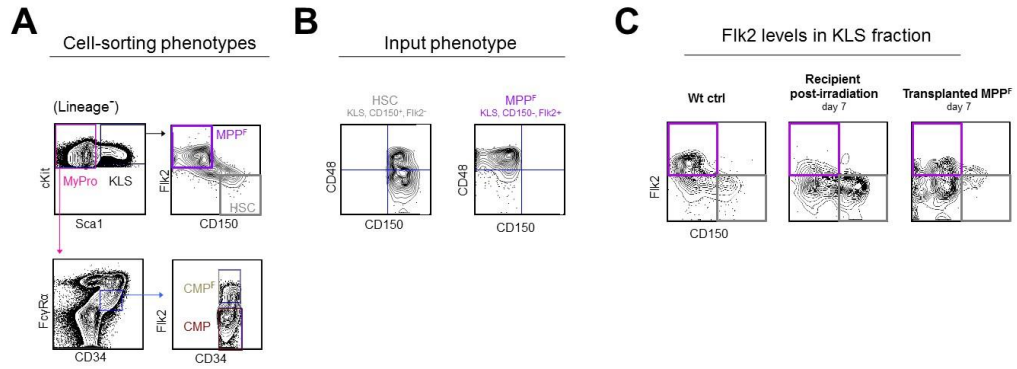 A
Cell-sorting phenotypes
(Lineage⁻)
MPPᶠ
cKit
MyPro
KLS
Flk2
HSC
Sca1
CD150
FcγRα
Flk2
CMPᶠ
CMP
CD34
CD34
B
Input phenotype
HSC
KLS, CD150⁺, Flk2⁻
MPPᶠ
KLS, CD150-, Flk2+
CD48
CD48
CD150
CD150
C
Flk2 levels in KLS fraction
Wt ctrl
Recipient
post-irradiation
day 7
Transplanted MPPᶠ
day 7
Flk2
CD150